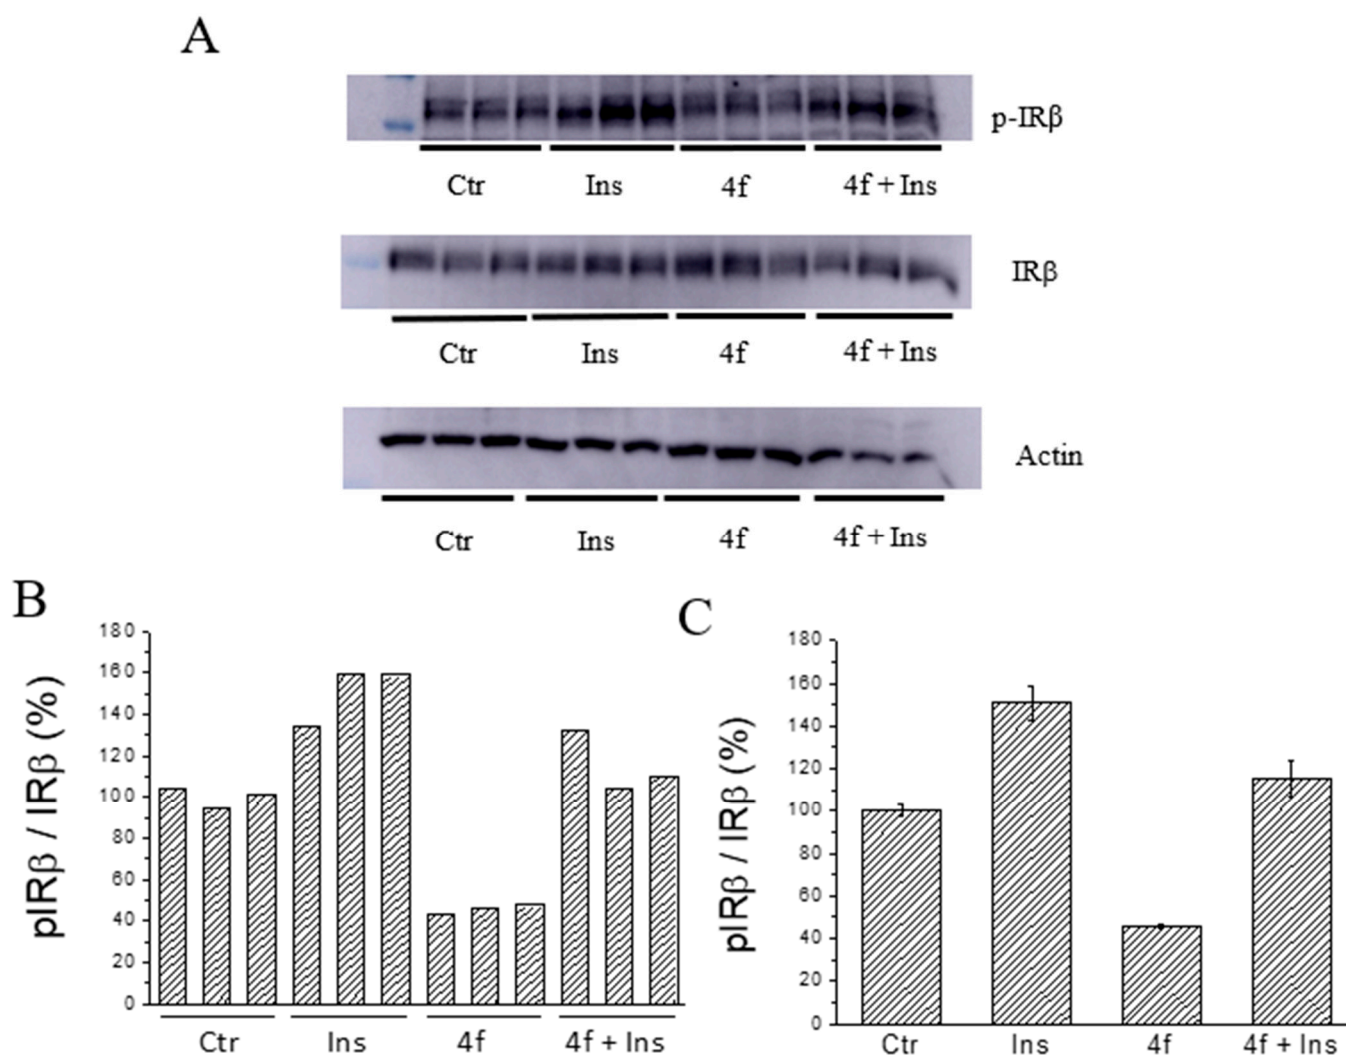 A
p-IRβ
Ctr Ins 4f 4f + Ins
IRβ
Ctr Ins 4f 4f + Ins
Actin
Ctr Ins 4f 4f + Ins
B
pIRβ / IRβ (%)
180
160
140
120
100
80
60
40
20
0
Ctr Ins 4f 4f + Ins
C
pIRβ / IRβ (%)
180
160
140
120
100
80
60
40
20
0
Ctr Ins 4f 4f + Ins